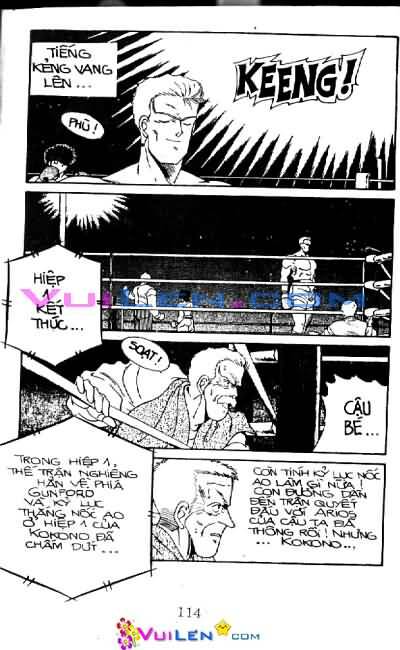 TIẾNG
KẺNG VANG
LÊN...
KEENG!
PHÙ!
HIỆP
1
KẾT
THÚC...
VUILEN.COM
SOẠT!
CẬU
BÉ...
TRONG HIỆP 1,
THẾ TRẬN NGHIÊNG
HẲN VỀ PHÍA
GUNFORD
VÀ KỶ LỤC
THẮNG NỐC AO
Ở HIỆP 1 CỦA
KOKONO ĐÃ
CHẤM DỨT...
CÒN TÍNH KỶ LỤC NỐC
AO LÀM GÌ NỮA!
CON ĐƯỜNG DẪN
ĐẾN TRẬN QUYẾT
ĐẤU VỚI ARIOS
CỦA CẬU TA ĐÃ
THÔNG RỒI! NHƯNG
... KOKONO...
114
VUILEN.COM